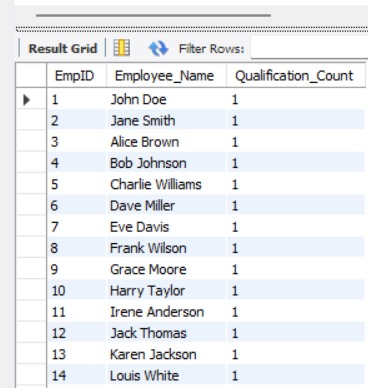 Result Grid Filter Rows:
EmpID Employee_Name Qualification_Count
1 John Doe 1
2 Jane Smith 1
3 Alice Brown 1
4 Bob Johnson 1
5 Charlie Williams 1
6 Dave Miller 1
7 Eve Davis 1
8 Frank Wilson 1
9 Grace Moore 1
10 Harry Taylor 1
11 Irene Anderson 1
12 Jack Thomas 1
13 Karen Jackson 1
14 Louis White 1